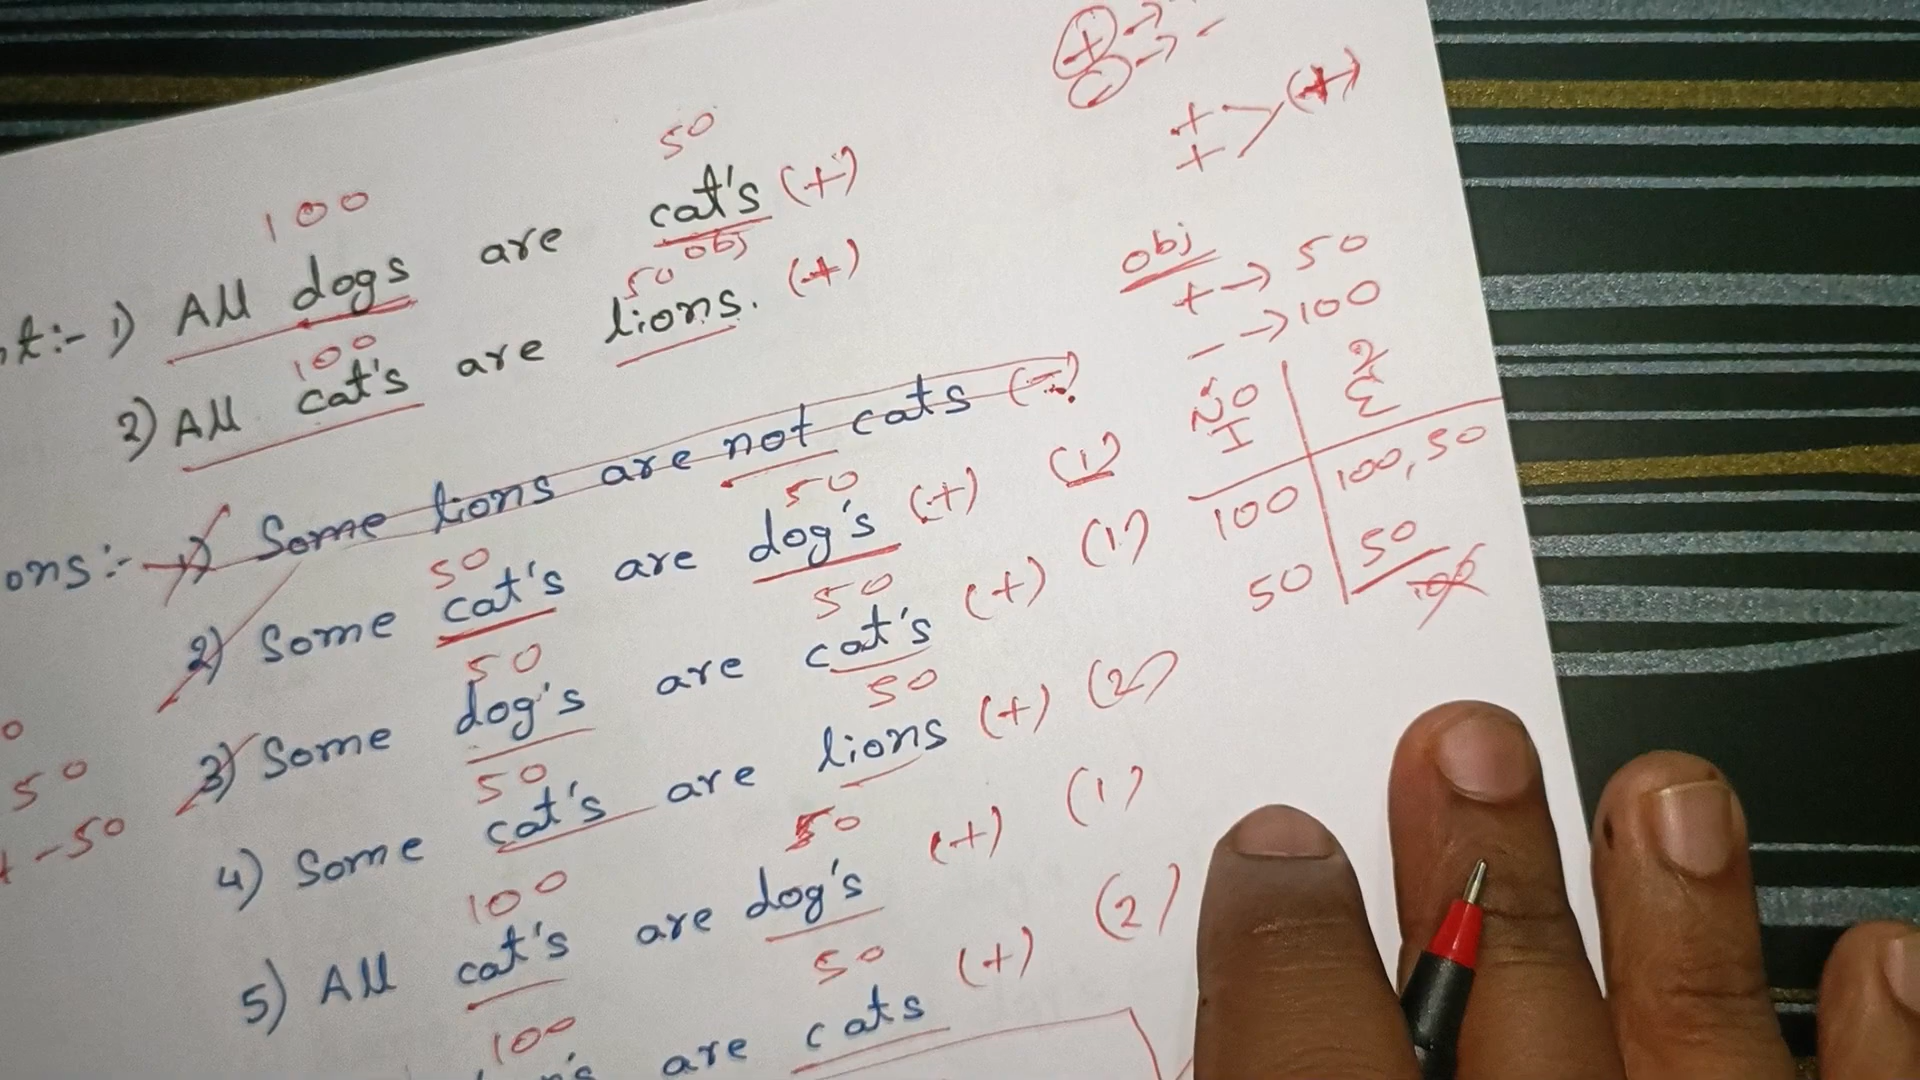 50
100
1) All dogs are cat's (+)
obj
100 50
2) All cat's are lions. (+)
1) Some lions are not cats (-)
50 50
2) Some cat's are dog's (+) (1)
50 50
3) Some dog's are cat's (+) (1)
50 50
4) Some cat's are lions (+) (2)
100 50
5) All cat's are dog's (+) (1)
100 50
are cats (+) (2)
+
+ (+)
+
obj
+ → 50
- → 100
I
100 100, 50
50 50
50
-50